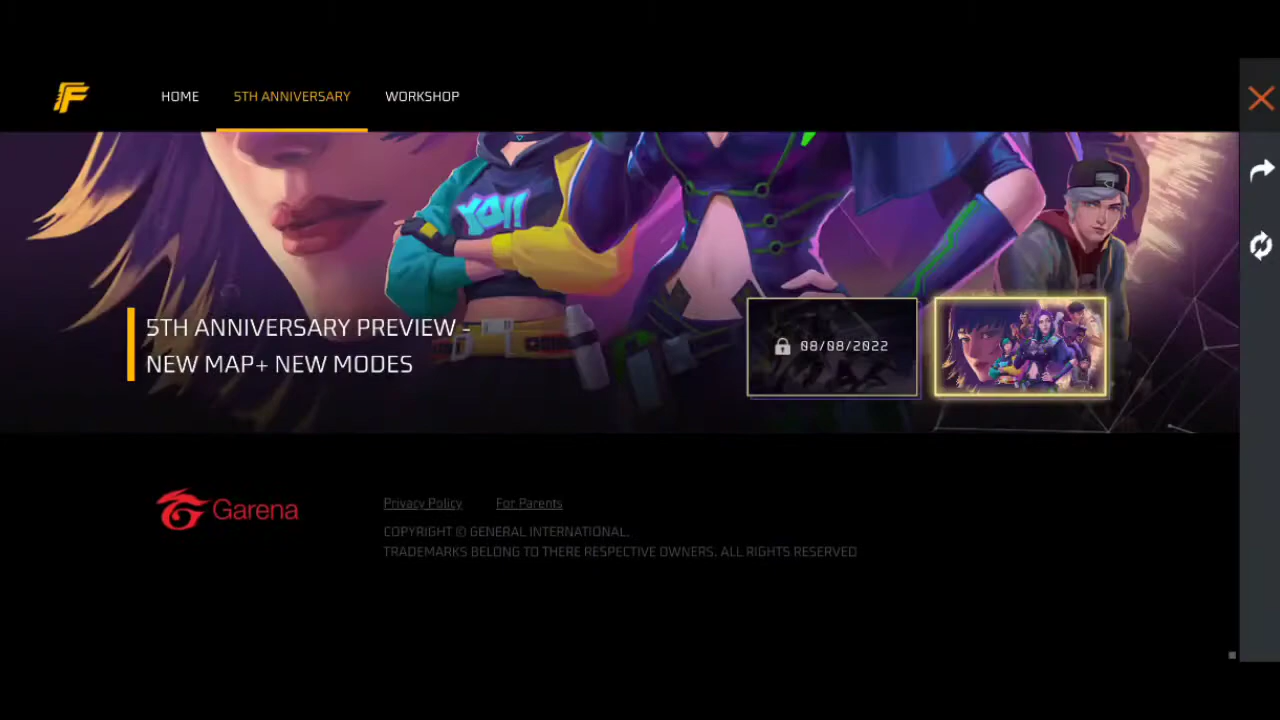 HOME
5TH ANNIVERSARY
WORKSHOP
YO!!
5TH ANNIVERSARY PREVIEW -
NEW MAP+ NEW MODES
08/08/2022
Garena
Privacy Policy
For Parents
COPYRIGHT © GENERAL INTERNATIONAL.
TRADEMARKS BELONG TO THERE RESPECTIVE OWNERS. ALL RIGHTS RESERVED